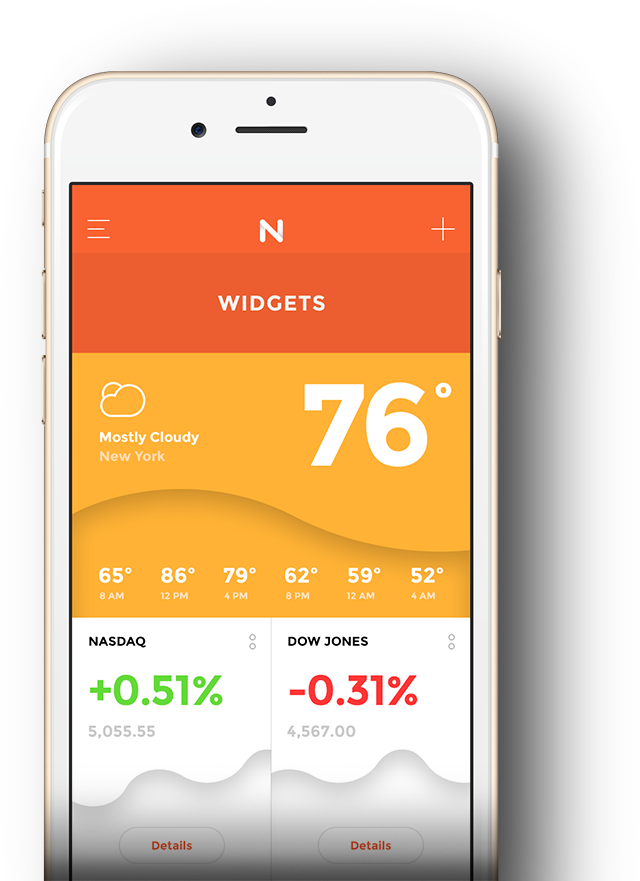 N
WIDGETS
76°
Mostly Cloudy
New York
65° 86° 79° 62° 59° 52°
8 AM 12 PM 4 PM 8 PM 12 AM 4 AM
NASDAQ
+0.51%
5,055.55
Details
DOW JONES
-0.31%
4,567.00
Details